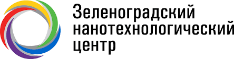 Зеленоградский
нанотехнологический
центр